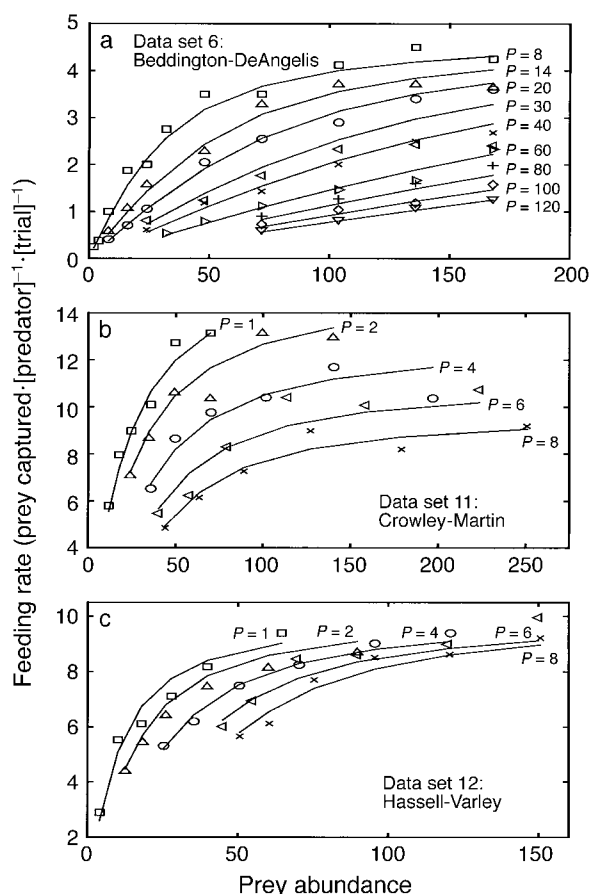 Feeding rate (prey captured·[predator]⁻¹·[trial]⁻¹
a
Data set 6:
Beddington-DeAngelis
5
4
3
2
1
0
P = 8
P = 14
P = 20
P = 30
P = 40
P = 60
P = 80
P = 100
P = 120
0 50 100 150 200
b
14
12
10
8
6
4
P = 1
P = 2
P = 4
P = 6
P = 8
Data set 11:
Crowley-Martin
0 50 100 150 200 250
c
10
8
6
4
2
P = 1
P = 2
P = 4
P = 6
P = 8
Data set 12:
Hassell-Varley
0 50 100 150
Prey abundance